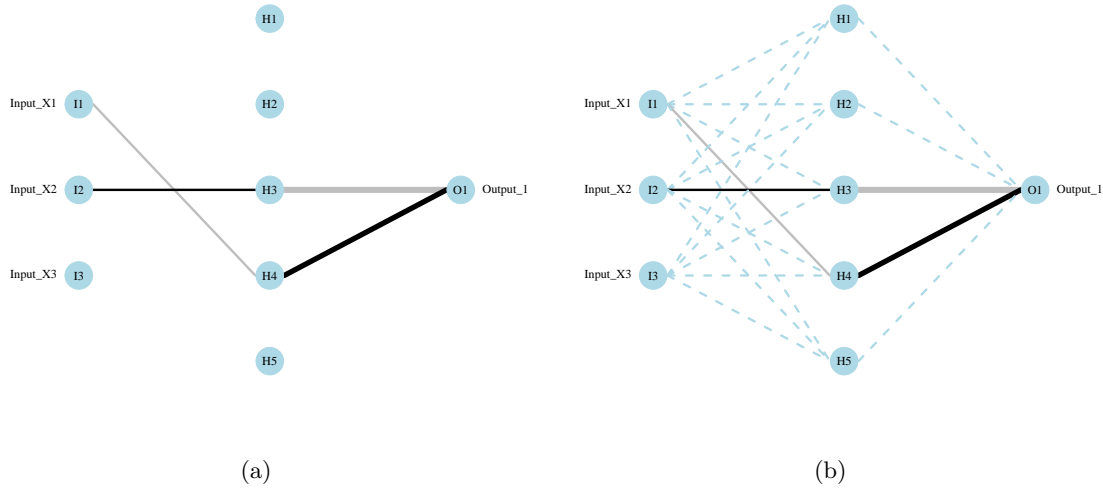 H1
Input_X1 I1 H2
Input_X2 I2 H3 O1 Output_1
Input_X3 I3 H4
H5
(a)
H1
Input_X1 I1 H2
Input_X2 I2 H3 O1 Output_1
Input_X3 I3 H4
H5
(b)